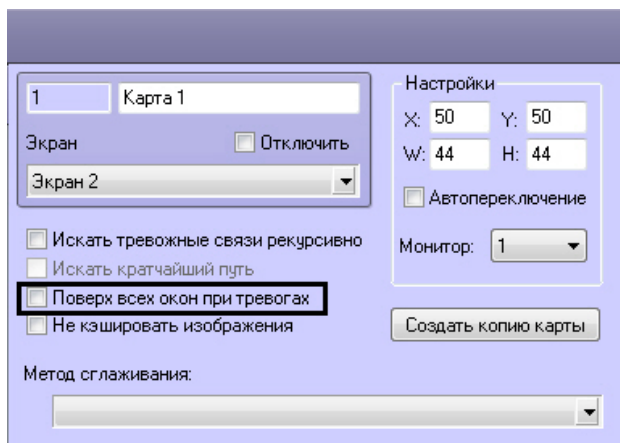 1
Карта 1
Экран
Отключить
Экран 2
Искать тревожные связи рекурсивно
Искать кратчайший путь
Поверх всех окон при тревогах
Не кэшировать изображения
Метод сглаживания:
Настройки
X: 50 Y: 50
W: 44 H: 44
Автопереключение
Монитор: 1
Создать копию карты